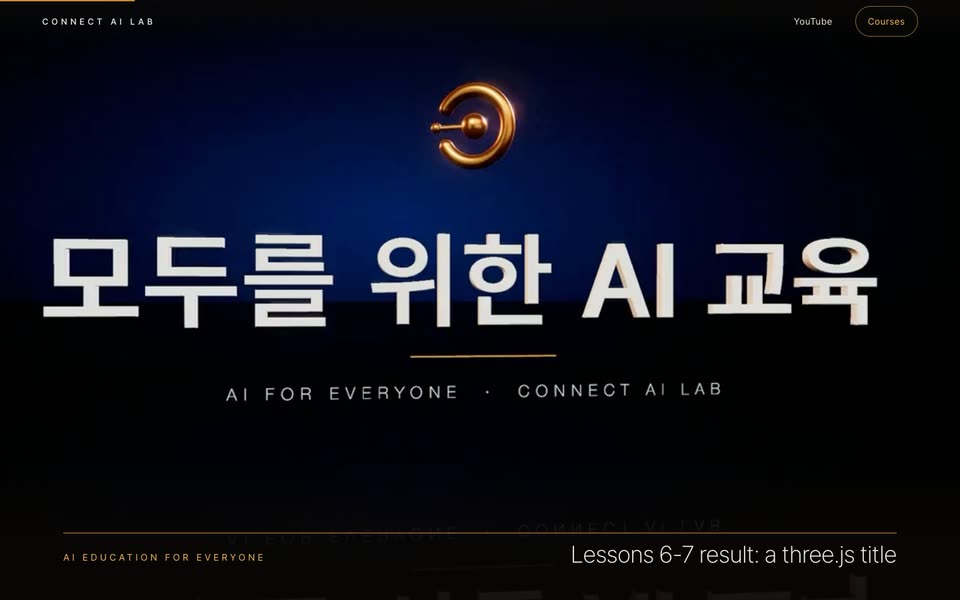 CONNECT AI LAB
YouTube
Courses
모두를 위한 AI 교육
AI FOR EVERYONE · CONNECT AI LAB
AI EDUCATION FOR EVERYONE
Lessons 6-7 result: a three.js title